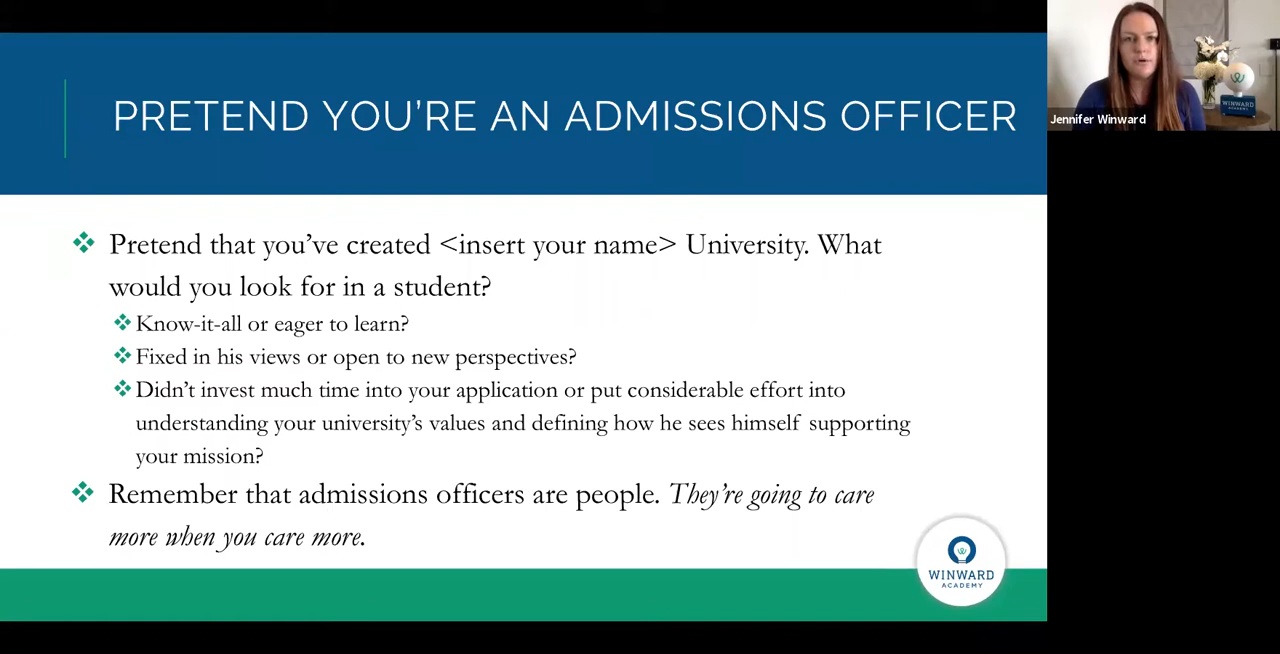 PRETEND YOU'RE AN ADMISSIONS OFFICER
Jennifer Winward
WINWARD
ACADEMY
Pretend that you've created <insert your name> University. What
would you look for in a student?
Know-it-all or eager to learn?
Fixed in his views or open to new perspectives?
Didn't invest much time into your application or put considerable effort into
understanding your university's values and defining how he sees himself supporting
your mission?
Remember that admissions officers are people. They're going to care
more when you care more.
WINWARD
ACADEMY